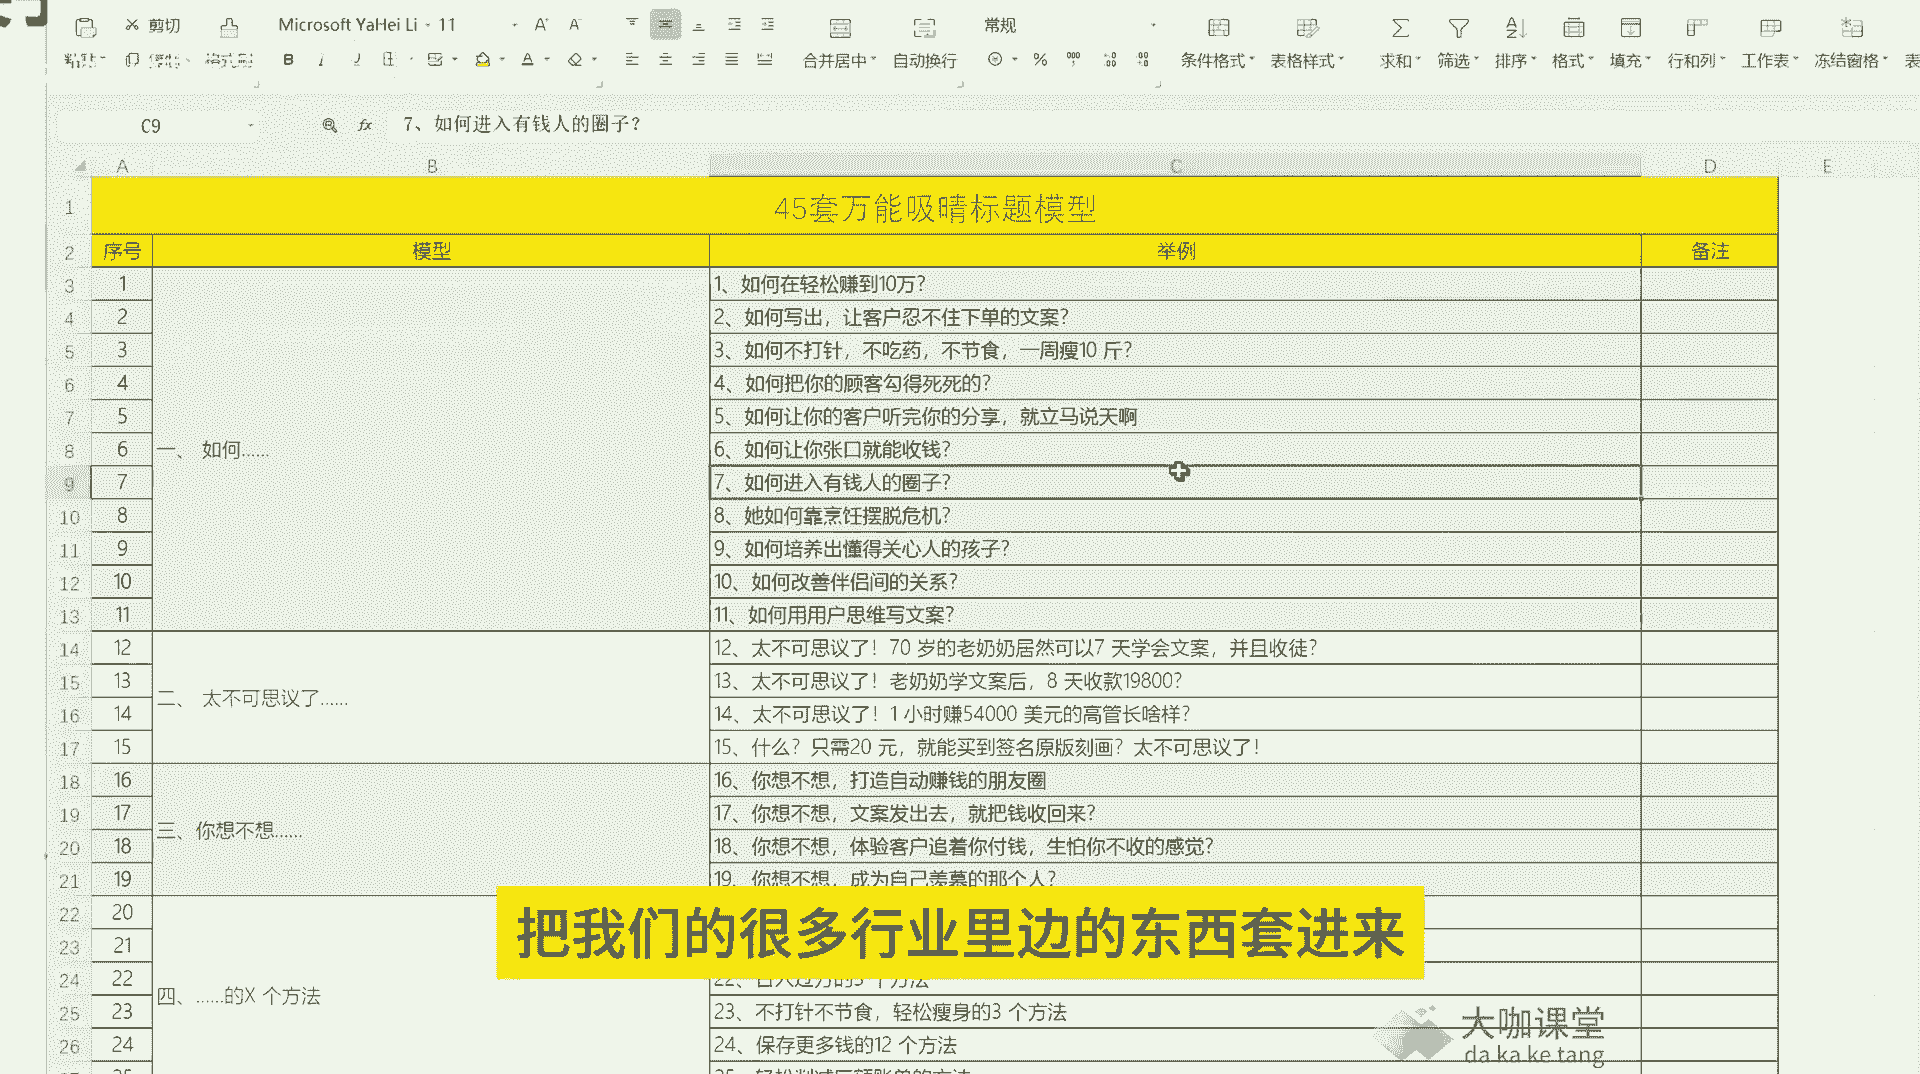 剪切
Microsoft YaHei Li
11
A⁺ A⁻
常规
粘贴
格式刷
B I U
A
合并居中
自动换行
%
条件格式
表格样式
求和
筛选
排序
格式
填充
行和列
工作表
冻结窗格
表
C9
fx
7、如何进入有钱人的圈子？
A B C D E
1 45套万能吸睛标题模型
2 序号 模型 举例 备注
3 1 1、如何在轻松赚到10万？
4 2 2、如何写出，让客户忍不住下单的文案？
5 3 3、如何不打针，不吃药，不节食，一周瘦10 斤？
6 4 4、如何把你的顾客勾得死死的？
7 5 5、如何让你的客户听完你的分享，就立马说天啊
8 6 一、 如何…… 6、如何让你张口就能收钱？
9 7 7、如何进入有钱人的圈子？
10 8 8、她如何靠烹饪摆脱危机？
11 9 9、如何培养出懂得关心人的孩子？
12 10 10、如何改善伴侣间的关系？
13 11 11、如何用用户思维写文案？
14 12 12、太不可思议了！70 岁的老奶奶居然可以7 天学会文案，并且收徒？
15 13 二、 太不可思议了…… 13、太不可思议了！老奶奶学文案后，8 天收款19800？
16 14 14、太不可思议了！1 小时赚54000 美元的高管长啥样？
17 15 15、什么？只需20 元，就能买到签名原版刻画？太不可思议了！
18 16 16、你想不想，打造自动赚钱的朋友圈
19 17 三、你想不想…… 17、你想不想，文案发出去，就把钱收回来？
20 18 18、你想不想，体验客户追着你付钱，生怕你不收的感觉？
21 19 19、你想不想，成为自己羡慕的那个人？
22 20
23 21
把我们的很多行业里边的东西套进来
24 22
25 23 四、……的X 个方法 23、不打针不节食，轻松瘦身的3 个方法
26 24 24、保存更多钱的12 个方法
大咖课堂
da ka ke tang